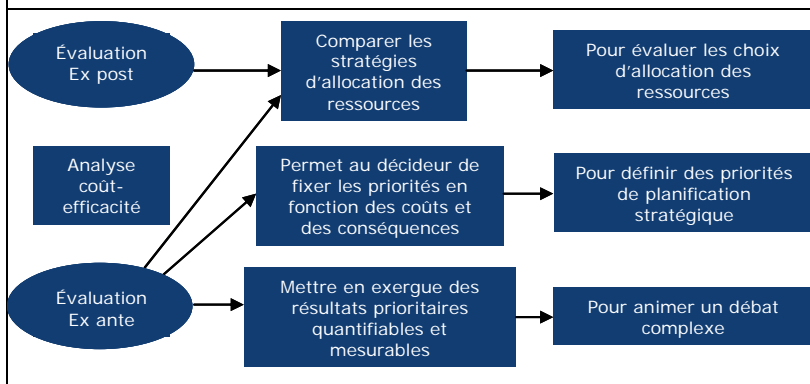 Évaluation
Ex post
Comparer les
stratégies
d'allocation des
ressources
Pour évaluer les choix
d'allocation des
ressources
Analyse
coût-
efficacité
Permet au décideur de
fixer les priorités en
fonction des coûts et
des conséquences
Pour définir des priorités
de planification
stratégique
Évaluation
Ex ante
Mettre en exergue des
résultats prioritaires
quantifiables et
mesurables
Pour animer un débat
complexe